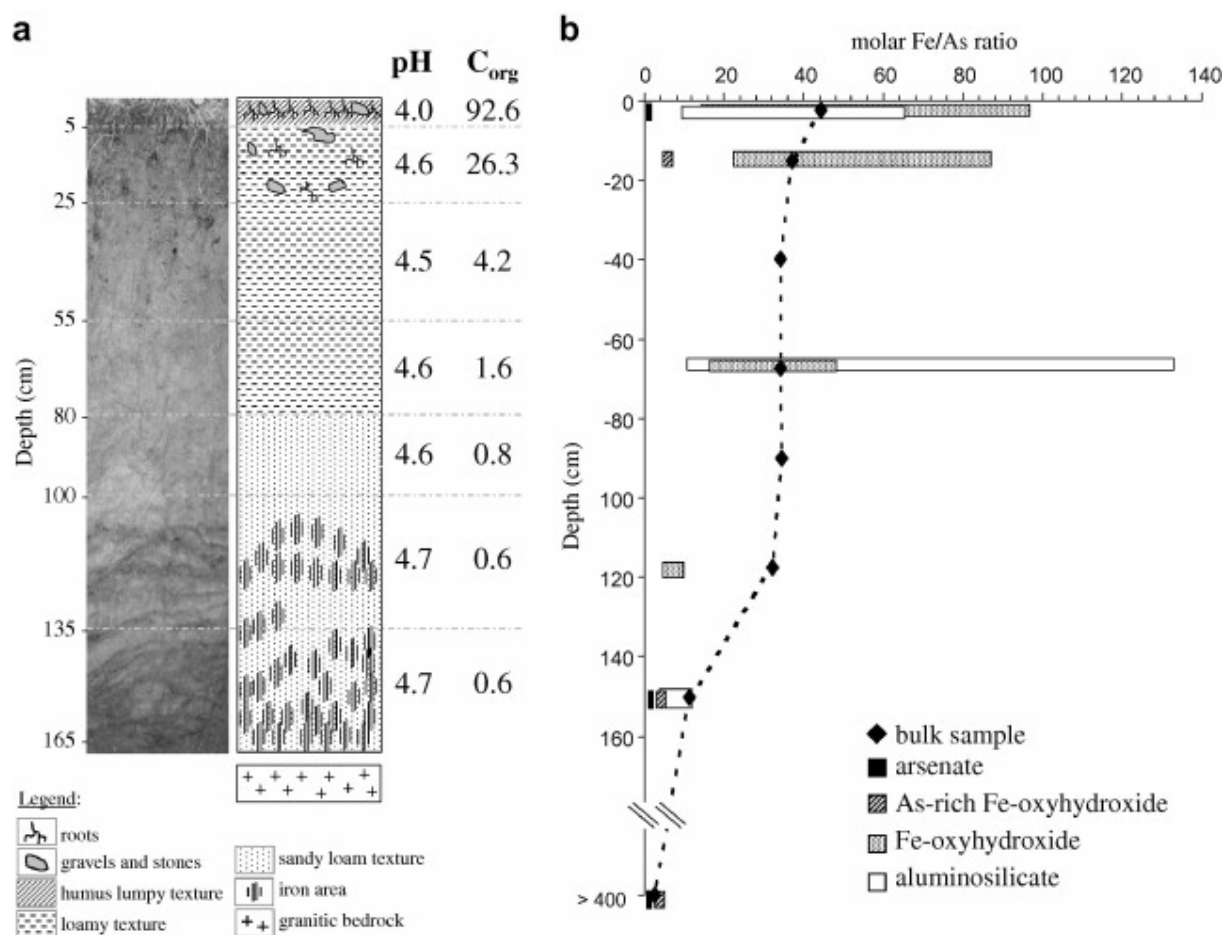 a
pH C org
4.0 92.6
5
4.6 26.3
25
4.5 4.2
55
4.6 1.6
80
4.6 0.8
100
4.7 0.6
135
4.7 0.6
165
Depth (cm)
Legend:
roots
gravels and stones
humus lumpy texture
loamy texture
sandy loam texture
iron area
granitic bedrock
b
molar Fe/As ratio
0 20 40 60 80 100 120 140
0
-20
-40
-60
-80
100
120
140
160
> 400
Depth (cm)
bulk sample
arsenate
As-rich Fe-oxyhydroxide
Fe-oxyhydroxide
aluminosilicate